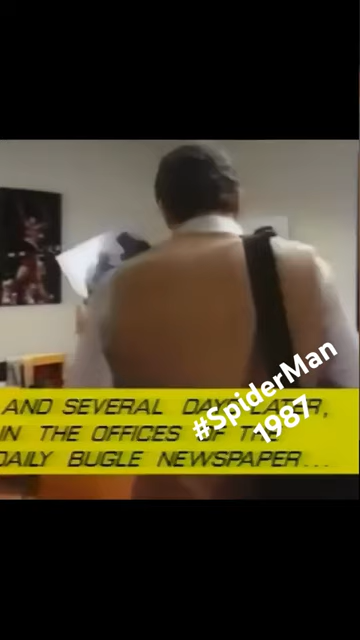 AND SEVERAL DAYS LATER,
IN THE OFFICES OF THE
DAILY BUGLE NEWSPAPER...
#SpiderMan
1987